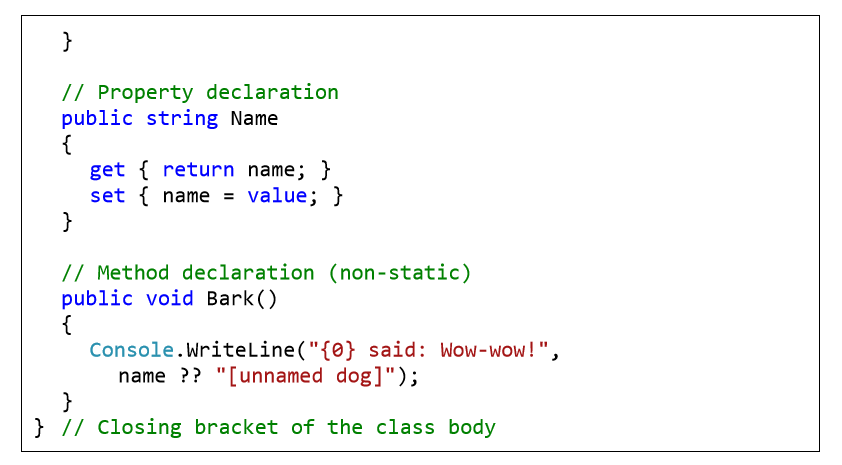 }
// Property declaration
public string Name
{
get { return name; }
set { name = value; }
}
// Method declaration (non-static)
public void Bark()
{
Console.WriteLine("{0} said: Wow-wow!",
name ?? "[unnamed dog]");
}
} // Closing bracket of the class body